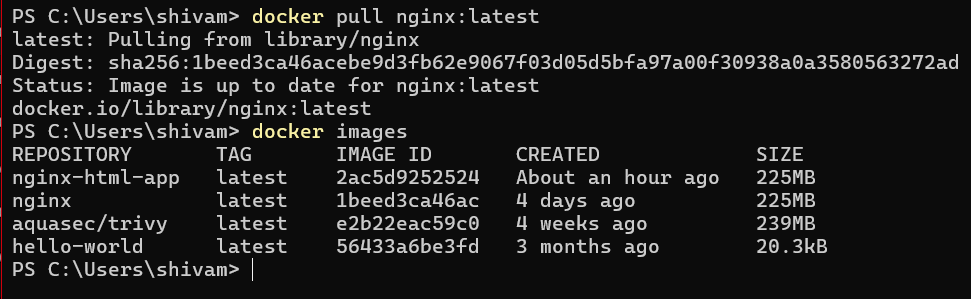 PS C:\Users\shivam> docker pull nginx:latest
latest: Pulling from library/nginx
Digest: sha256:1beed3ca46acebe9d3fb62e9067f03d05d5bfa97a00f30938a0a3580563272ad
Status: Image is up to date for nginx:latest
docker.io/library/nginx:latest
PS C:\Users\shivam> docker images
REPOSITORY TAG IMAGE ID CREATED SIZE
nginx-html-app latest 2ac5d9252524 About an hour ago 225MB
nginx latest 1beed3ca46ac 4 days ago 225MB
aquasec/trivy latest e2b22eac59c0 4 weeks ago 239MB
hello-world latest 56433a6be3fd 3 months ago 20.3kB
PS C:\Users\shivam>